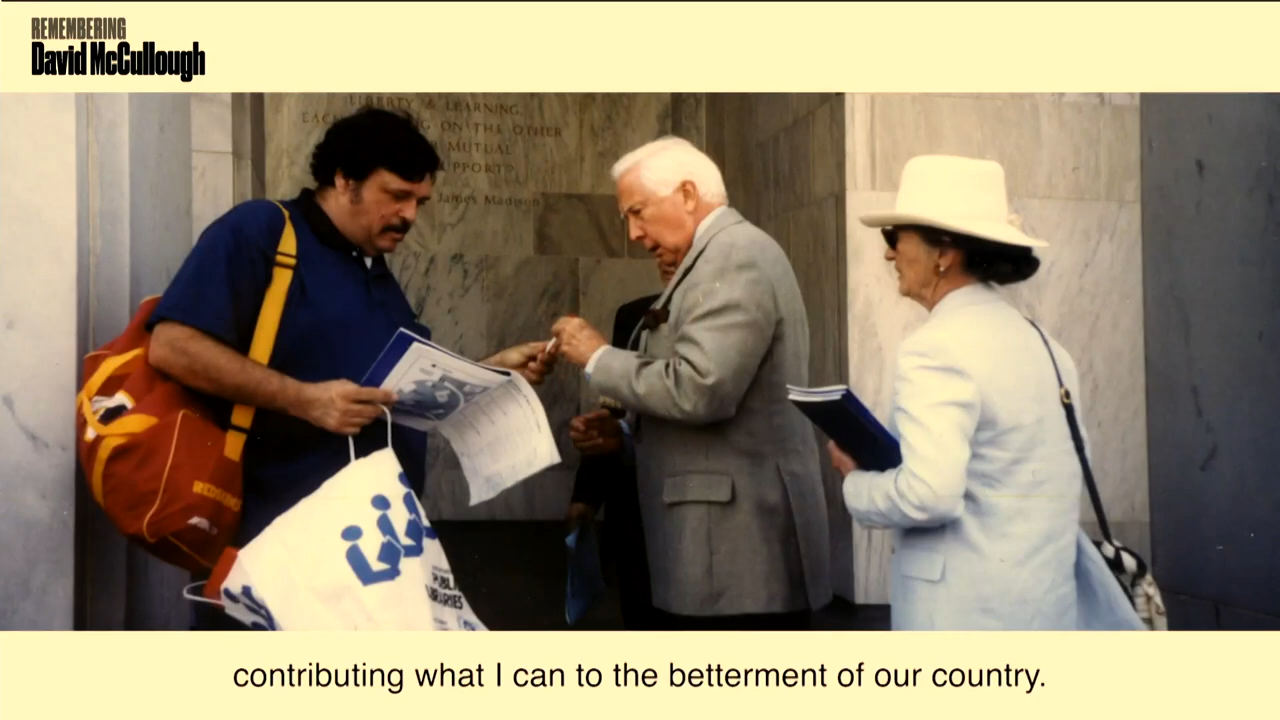 REMEMBERING
David McCullough
LIBERTY & LEARNING,
EACH
ON THE OTHER
MUTUAL
James Madison
REDSKINS
PUBLIC
LIBRARIES
contributing what I can to the betterment of our country.